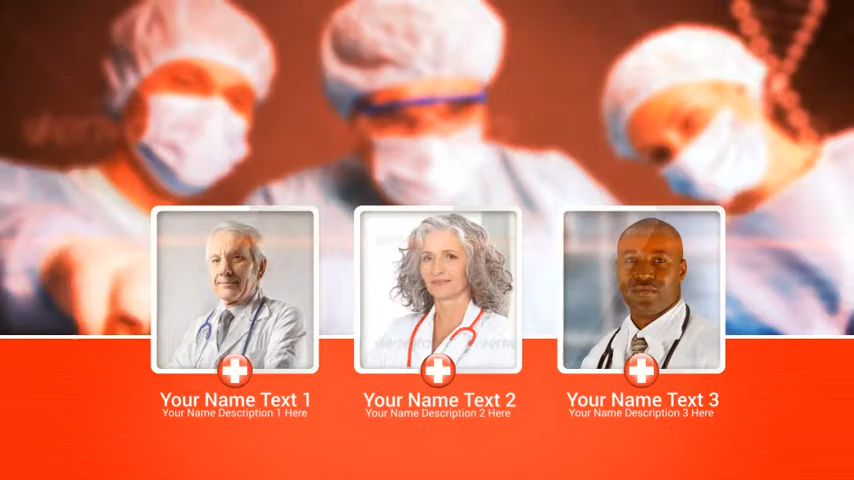 Your Name Text 1
Your Name Description 1 Here
Your Name Text 2
Your Name Description 2 Here
Your Name Text 3
Your Name Description 3 Here